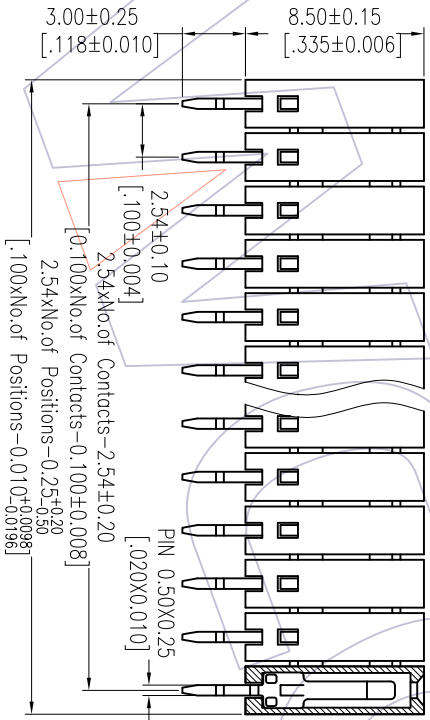 3.00±0.25
[.118±0.010]
8.50±0.15
[.335±0.006]
2.54±0.10
[.100±0.004]
2.54xNo.of Contacts-2.54±0.20
[0.100xNo.of Contacts-0.100±0.008]
2.54xNo.of Positions-0.25+0.20-0.50
[.100xNo.of Positions-0.010+0.0098-0.0196]
PIN 0.50X0.25
[.020X0.010]